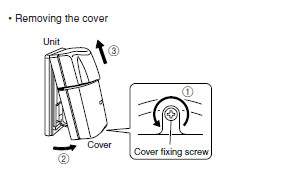 • Removing the cover
Unit
③
①
②
Cover
Cover fixing screw